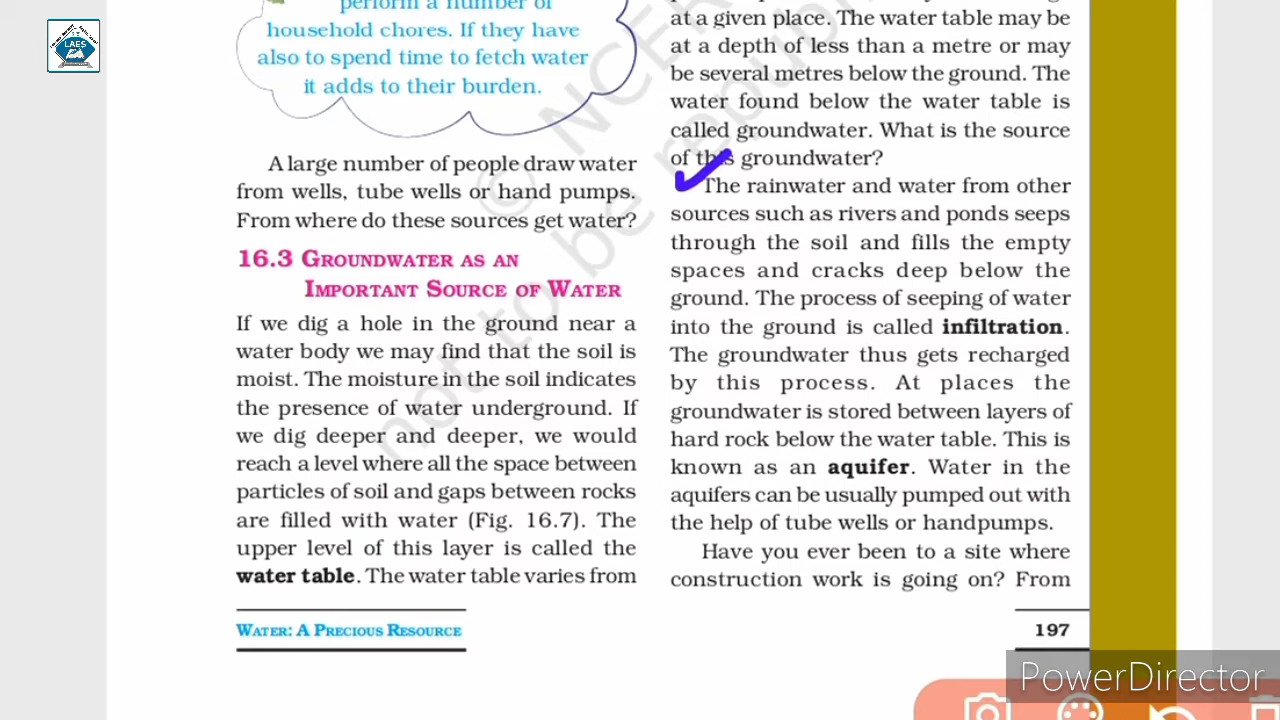 LAES
perform a number of
household chores. If they have
also to spend time to fetch water
it adds to their burden.
A large number of people draw water
from wells, tube wells or hand pumps.
From where do these sources get water?
16.3 GROUNDWATER AS AN
IMPORTANT SOURCE OF WATER
If we dig a hole in the ground near a
water body we may find that the soil is
moist. The moisture in the soil indicates
the presence of water underground. If
we dig deeper and deeper, we would
reach a level where all the space between
particles of soil and gaps between rocks
are filled with water (Fig. 16.7). The
upper level of this layer is called the
water table. The water table varies from
WATER: A PRECIOUS RESOURCE
at a given place. The water table may be
at a depth of less than a metre or may
be several metres below the ground. The
water found below the water table is
called groundwater. What is the source
of this groundwater?
The rainwater and water from other
sources such as rivers and ponds seeps
through the soil and fills the empty
spaces and cracks deep below the
ground. The process of seeping of water
into the ground is called infiltration.
The groundwater thus gets recharged
by this process. At places the
groundwater is stored between layers of
hard rock below the water table. This is
known as an aquifer. Water in the
aquifers can be usually pumped out with
the help of tube wells or handpumps.
Have you ever been to a site where
construction work is going on? From
197
© NCER
not to be republi
PowerDirector